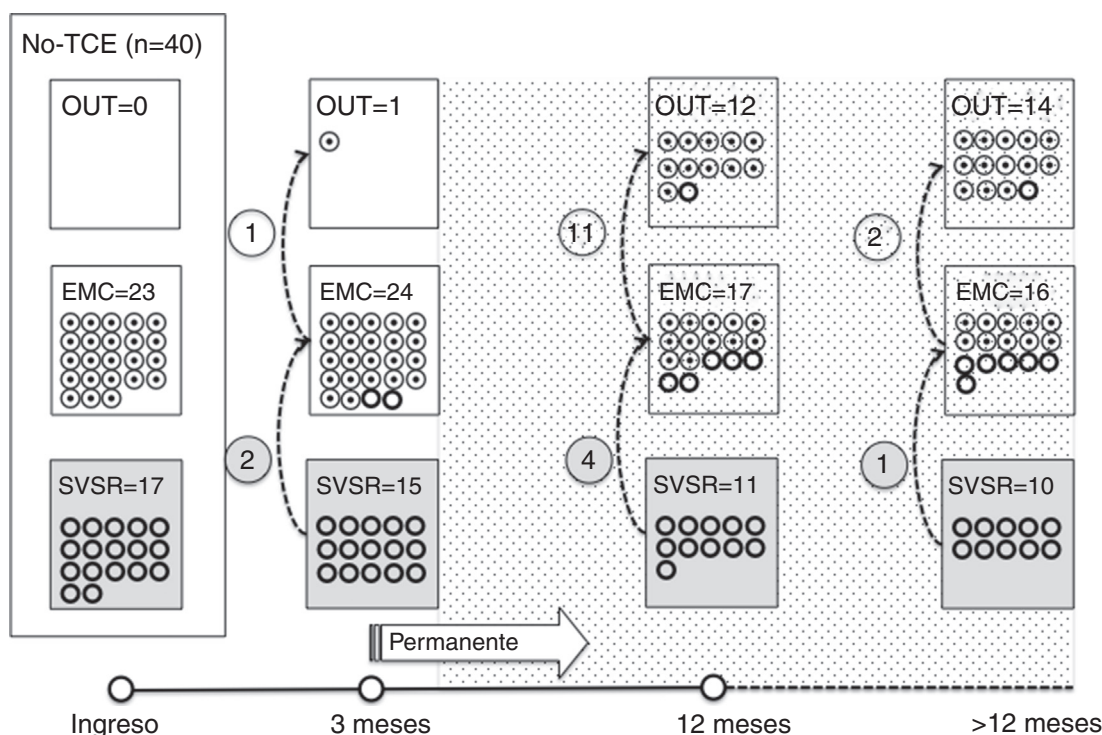 No-TCE (n=40)
OUT=0
OUT=1
OUT=12
OUT=14
1
11
2
EMC=23
EMC=24
EMC=17
EMC=16
2
4
1
SVSR=17
SVSR=15
SVSR=11
SVSR=10
Permanente
Ingreso
3 meses
12 meses
>12 meses